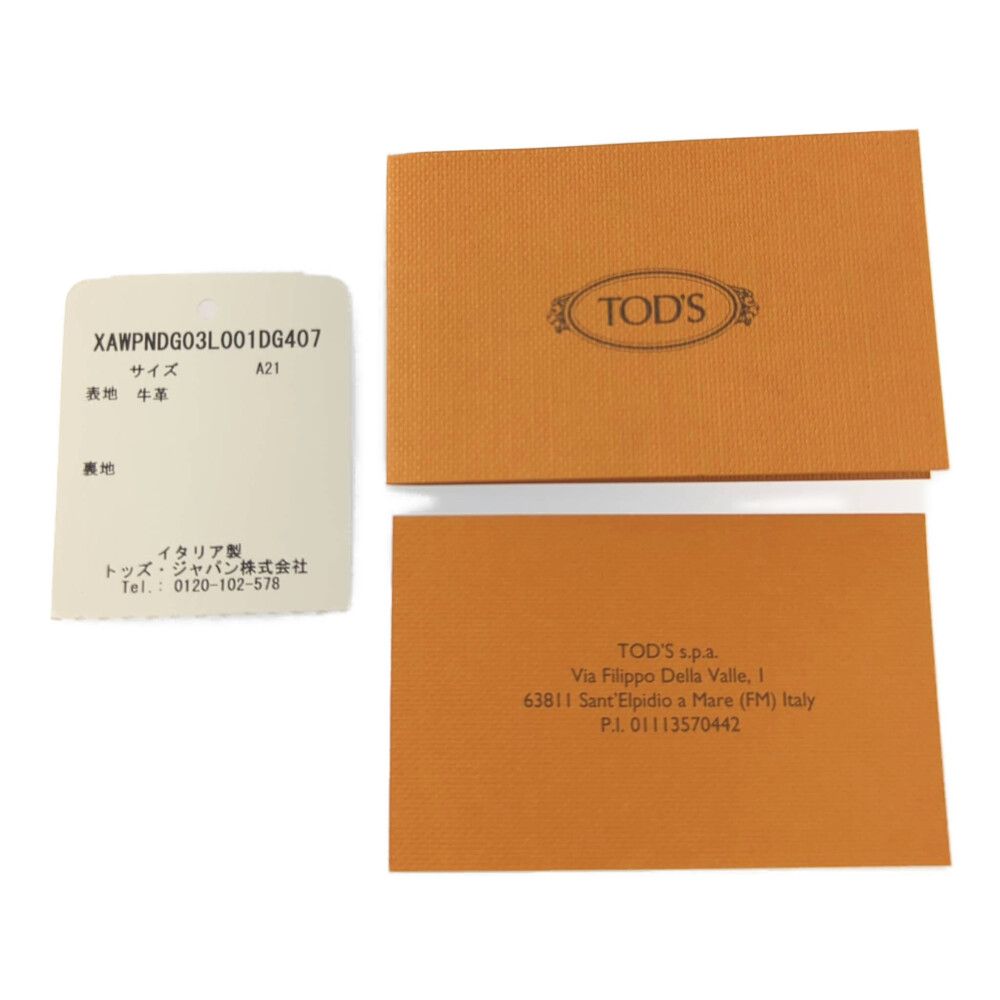 XAWPNDG03L001DG407
サイズ A21
表地 牛革
裏地
イタリア製
トッズ・ジャパン株式会社
Tel.: 0120-102-578
TOD'S
TOD'S s.p.a.
Via Filippo Della Valle, 1
63811 Sant'Elpidio a Mare (FM) Italy
P.I. 01113570442